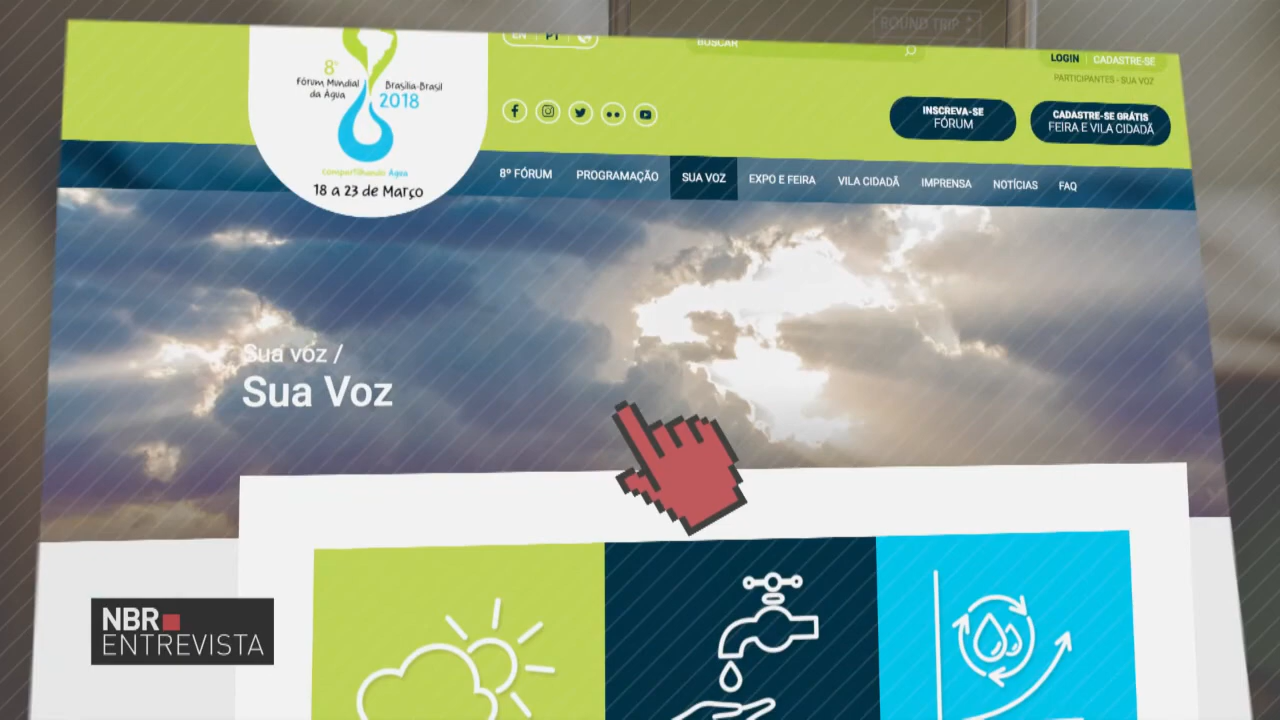 ROUND TRIP
EN PT
BUSCAR
LOGIN CADASTRE-SE
PARTICIPANTES - SUA VOZ
8º
Fórum Mundial
da Água
Brasília-Brasil
2018
Compartilhando Água
18 a 23 de Março
INSCREVA-SE
FÓRUM
CADASTRE-SE GRÁTIS
FEIRA E VILA CIDADÃ
8º FÓRUM PROGRAMAÇÃO SUA VOZ EXPO E FEIRA VILA CIDADÃ IMPRENSA NOTÍCIAS FAQ
Sua voz /
Sua Voz
NBR
ENTREVISTA